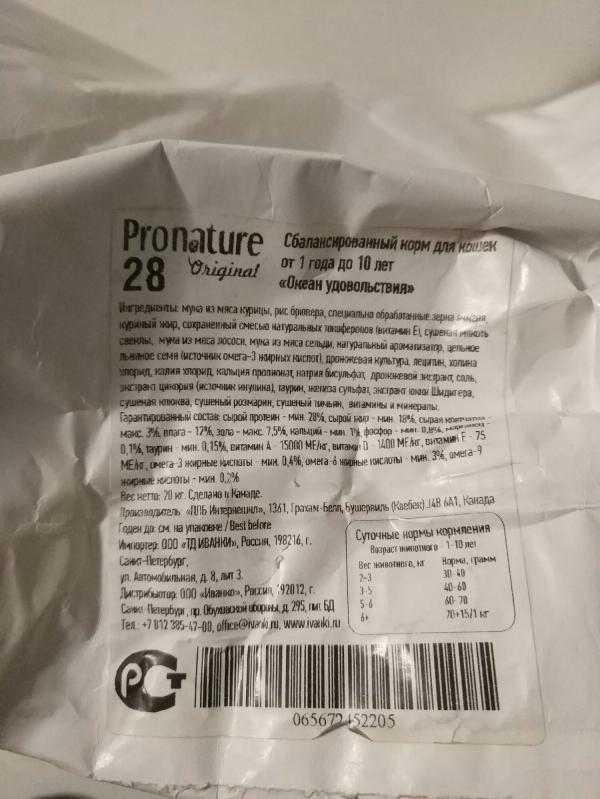 Pronature
28 Original
Сбалансированный корм для кошек
от 1 года до 10 лет
«Океан удовольствия»
Ингредиенты: мука из мяса курицы, рис брювера, специально обработанные зерна ячменя,
куриный жир, сохраненный смесью натуральных токоферолов (витамин Е), сушеная мякоть
свеклы, мука из мяса лосося, мука из мяса сельди, натуральный ароматизатор, цельное
льняное семя (источник омега-3 жирных кислот), дрожжевая культура, лецитин, холина
хлорид, калия хлорид, кальция пропионат, натрия бисульфат, дрожжевой экстракт, соль,
экстракт цикория (источник инулина), таурин, железа сульфат, экстракт юкки Шидигера,
сушеная клюква, сушеный розмарин, сушеный тимьян, витамины и минералы.
Гарантированный состав: сырой протеин - мин. 28%, сырой жир - мин. 18%, сырая клетчатка -
макс. 3%, влага - 12%, зола - макс. 7,5%, кальций - мин. 1%, фосфор - мин. 0,8%,
0,1%, таурин - мин. 0,15%, витамин А - 15000 МЕ/кг, витамин D - 1400 МЕ/кг, витамин Е - 75
МЕ/кг, омега-3 жирные кислоты - мин. 0,4%, омега-6 жирные кислоты - мин. 3%, омега-9
жирные кислоты - мин. 0,2%
Вес нетто: 20 кг. Сделано в Канаде.
Производитель: «ПЛБ Интернешнл», 1361, Грахам-Белл, Бушервиль (Квебек) J4B 6A1, Канада
Годен до: см. на упаковке / Best before
Импортер: ООО «ТД ИВАНКИ», Россия, 198216, г.
Санкт-Петербург,
ул. Автомобильная, д. 8, лит З.
Дистрибьютор: ООО «Иванко», Россия, 192012, г.
Санкт-Петербург, пр. Обуховской обороны, д. 295, лит. БД
Тел.: +7 812 385-47-00, office@ivanki.ru, www.ivanki.ru
Суточные нормы кормления
Возраст животного - 1-10 лет
Вес животного, кг Норма, грамм
2-3 30-40
3-5 40-60
5-6 60-70
6+ 70+15/1 кг
РСТ
065672 52205